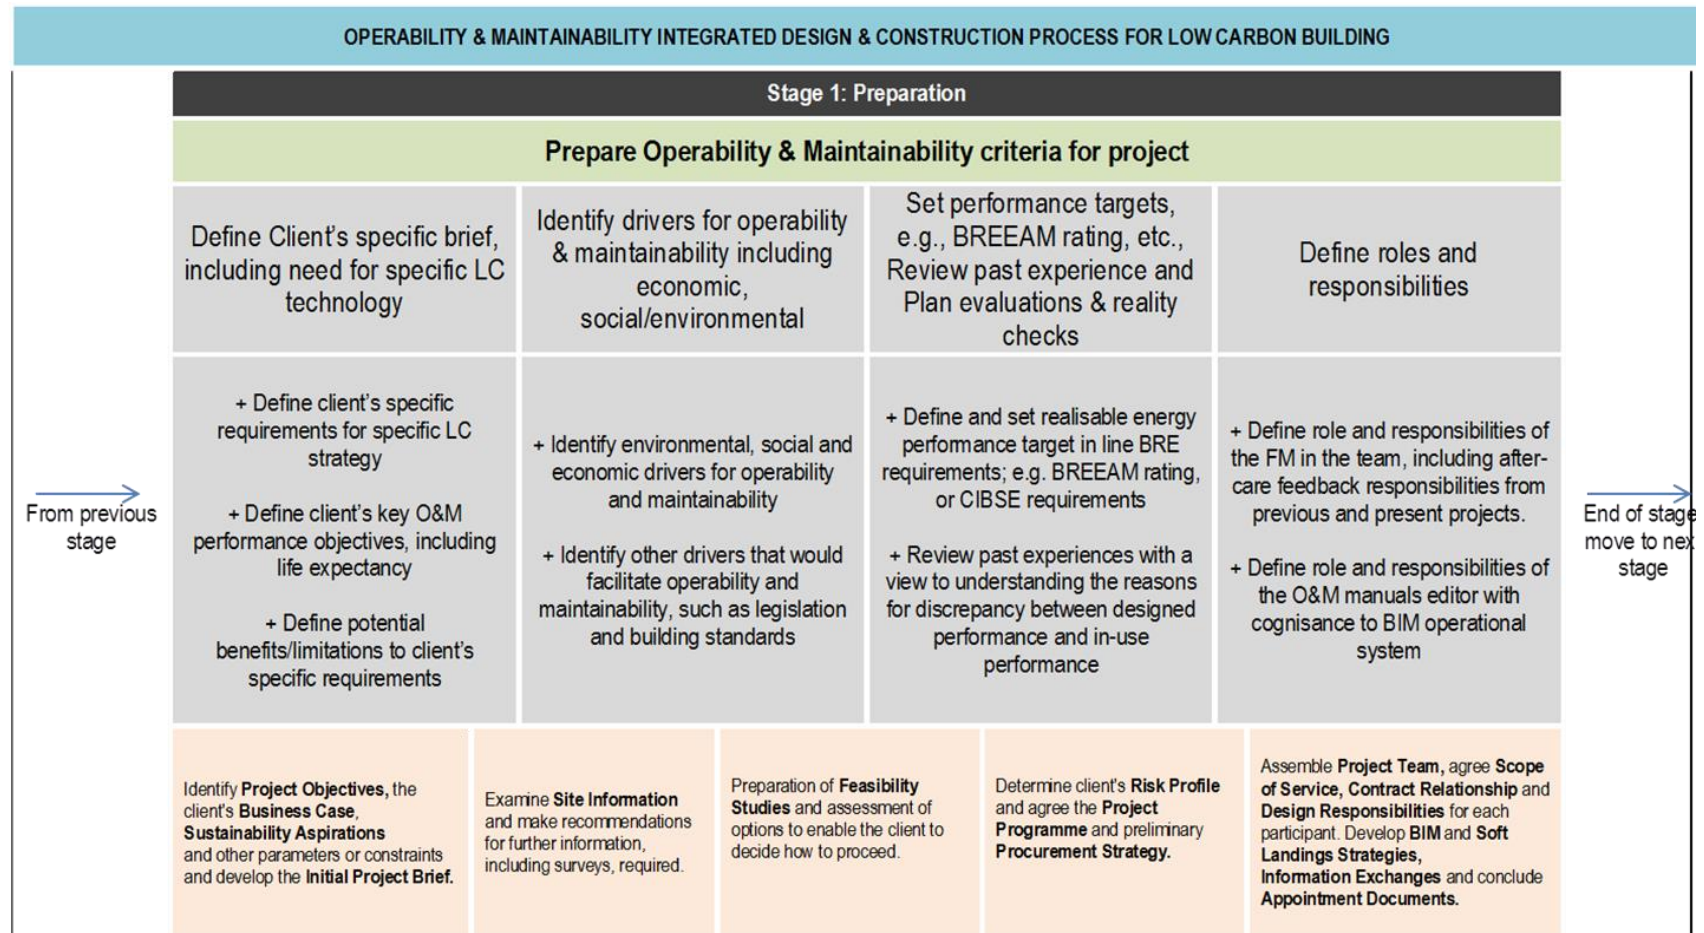 OPERABILITY & MAINTAINABILITY INTEGRATED DESIGN & CONSTRUCTION PROCESS FOR LOW CARBON BUILDING
Stage 1: Preparation
Prepare Operability & Maintainability criteria for project
Define Client's specific brief,
including need for specific LC
technology
Identify drivers for operability
& maintainability including
economic,
social/environmental
Set performance targets,
e.g., BREEAM rating, etc.,
Review past experience and
Plan evaluations & reality
checks
Define roles and
responsibilities
From previous
stage
+ Define client's specific
requirements for specific LC
strategy
+ Define client's key O&M
performance objectives, including
life expectancy
+ Define potential
benefits/limitations to client's
specific requirements
+ Identify environmental, social and
economic drivers for operability
and maintainability
+ Identify other drivers that would
facilitate operability and
maintainability, such as legislation
and building standards
+ Define and set realisable energy
performance target in line BRE
requirements; e.g. BREEAM rating,
or CIBSE requirements
+ Review past experiences with a
view to understanding the reasons
for discrepancy between designed
performance and in-use
performance
+ Define role and responsibilities of
the FM in the team, including after-
care feedback responsibilities from
previous and present projects.
+ Define role and responsibilities of
the O&M manuals editor with
cognisance to BIM operational
system
End of stage
move to nex
stage
Identify Project Objectives, the
client's Business Case,
Sustainability Aspirations
and other parameters or constraints
and develop the Initial Project Brief.
Examine Site Information
and make recommendations
for further information,
including surveys, required.
Preparation of Feasibility
Studies and assessment of
options to enable the client to
decide how to proceed.
Determine client's Risk Profile
and agree the Project
Programme and preliminary
Procurement Strategy.
Assemble Project Team, agree Scope
of Service, Contract Relationship and
Design Responsibilities for each
participant. Develop BIM and Soft
Landings Strategies,
Information Exchanges and conclude
Appointment Documents.